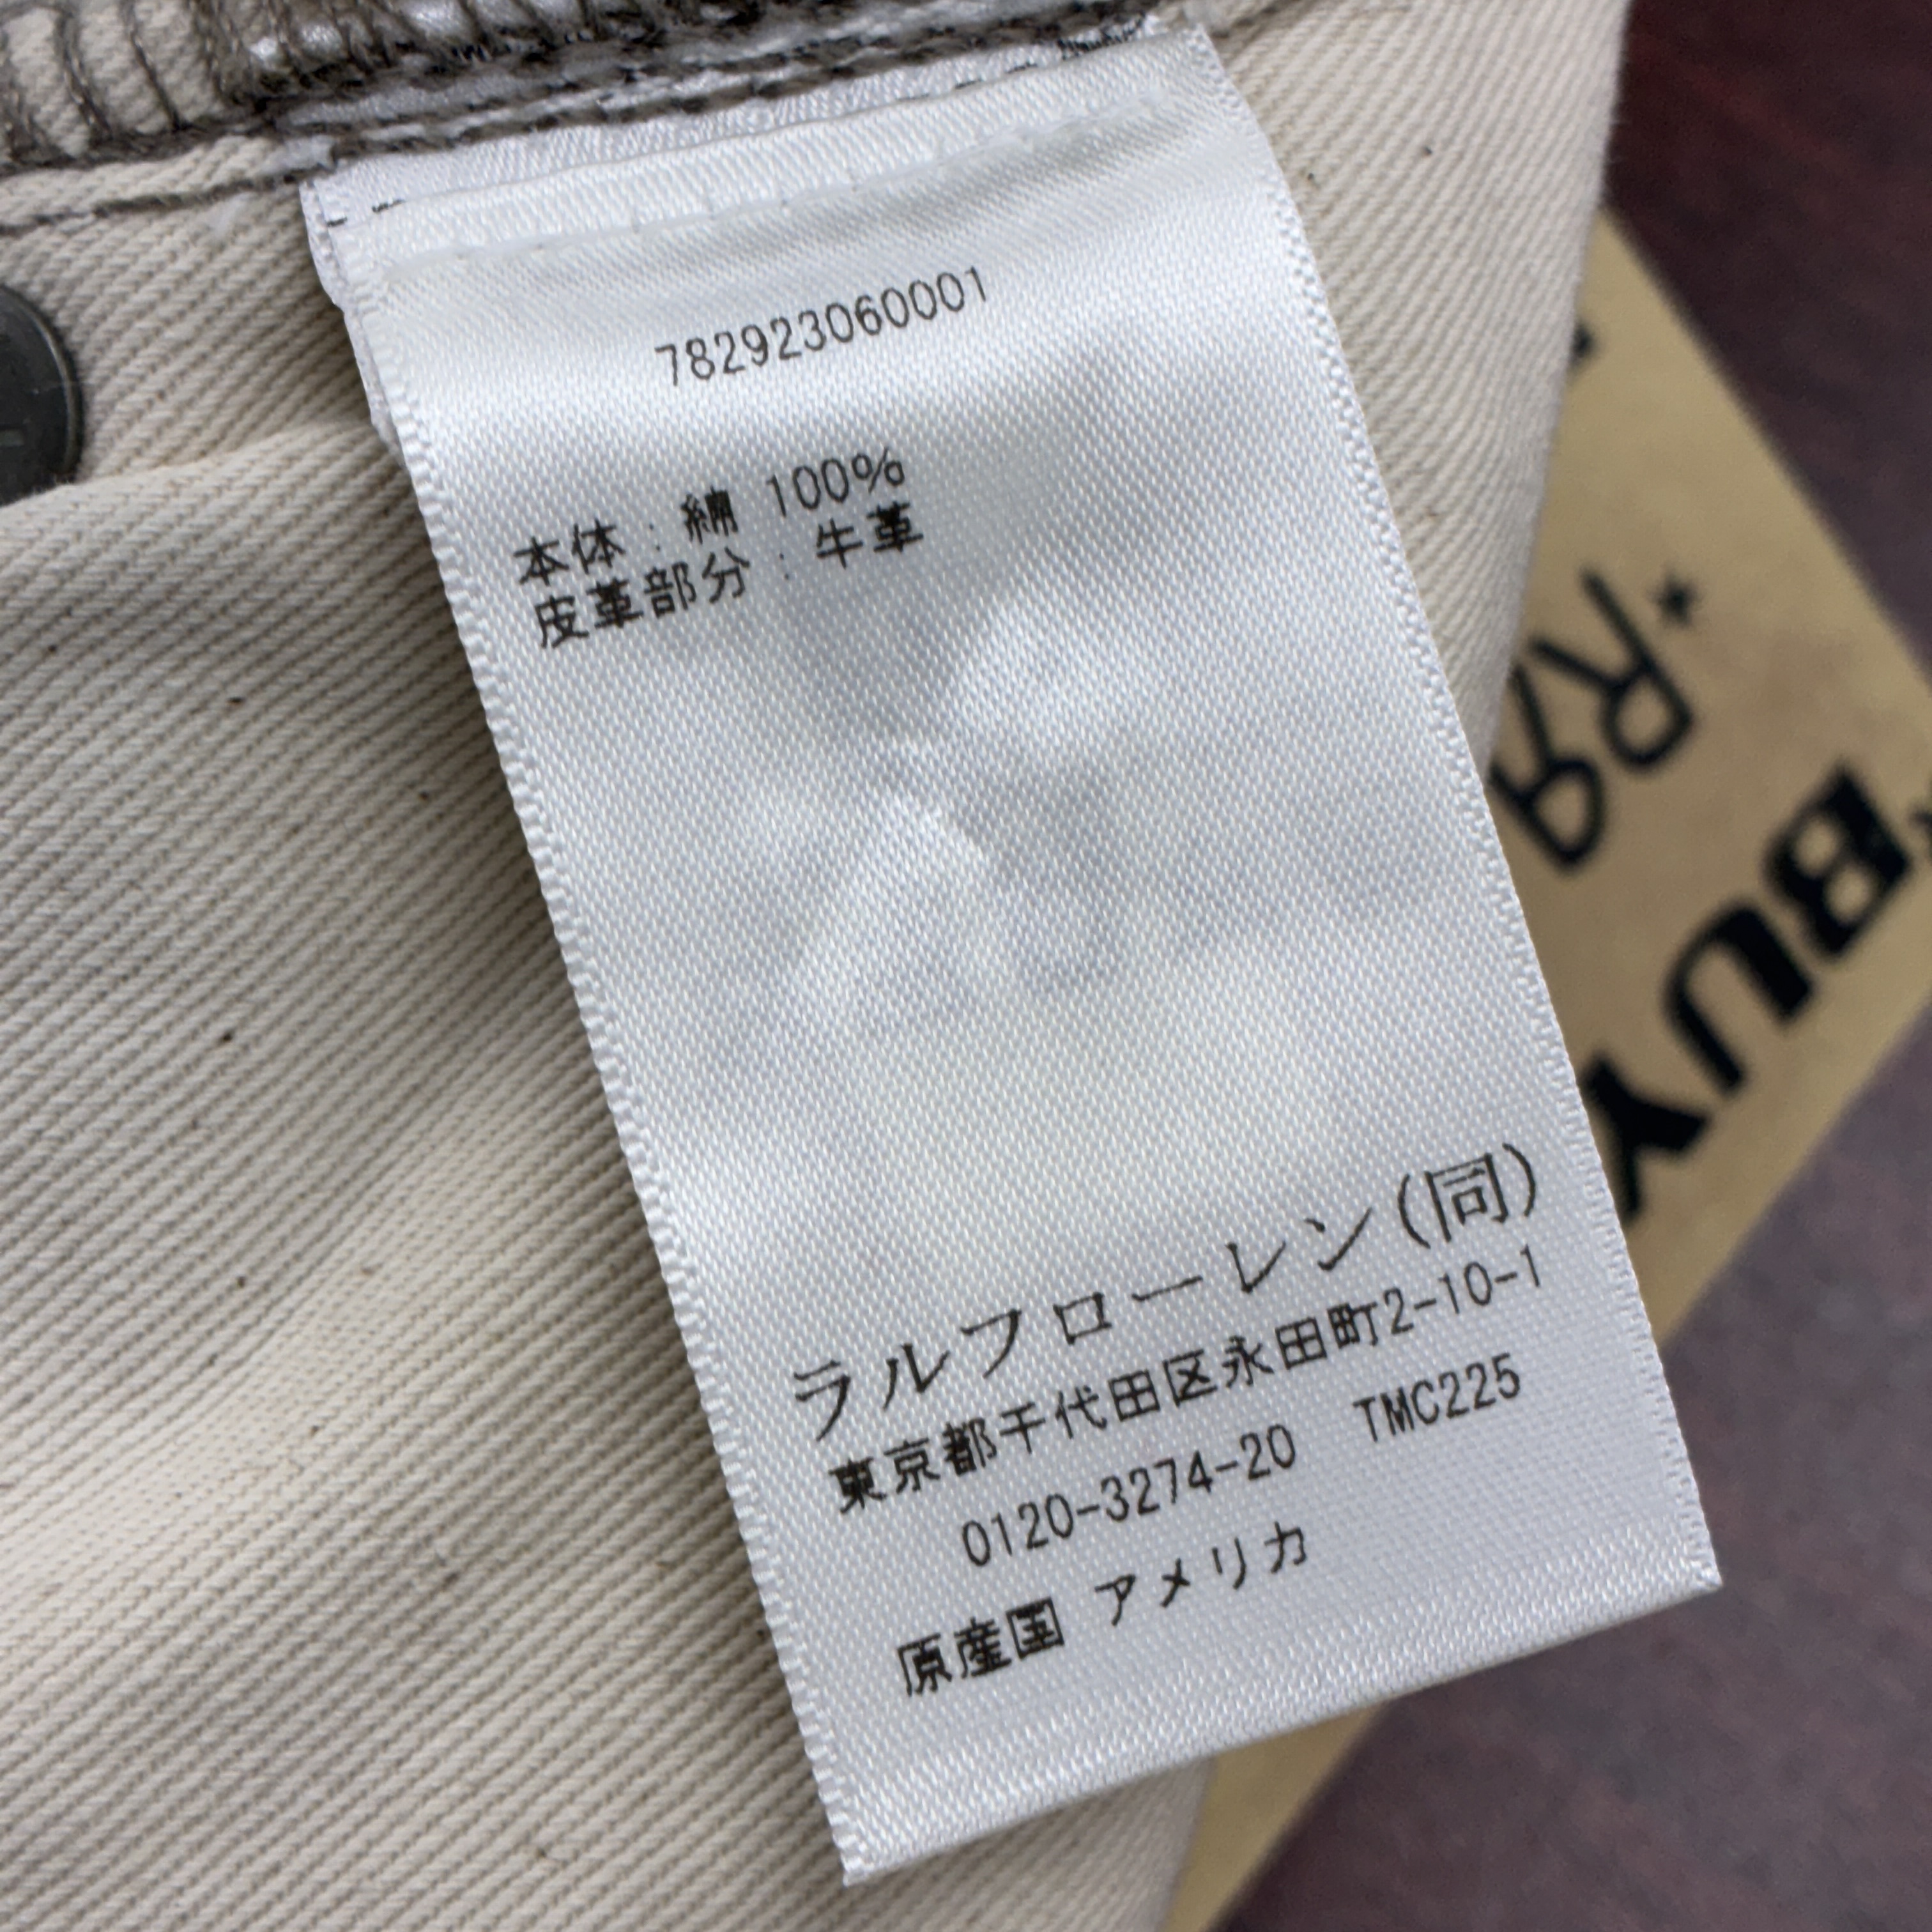 782923060001
本体：綿 100%
皮革部分：牛革
ラルフローレン(同)
東京都千代田区永田町2-10-1
0120-3274-20 TMC225
原産国 アメリカ
BUY